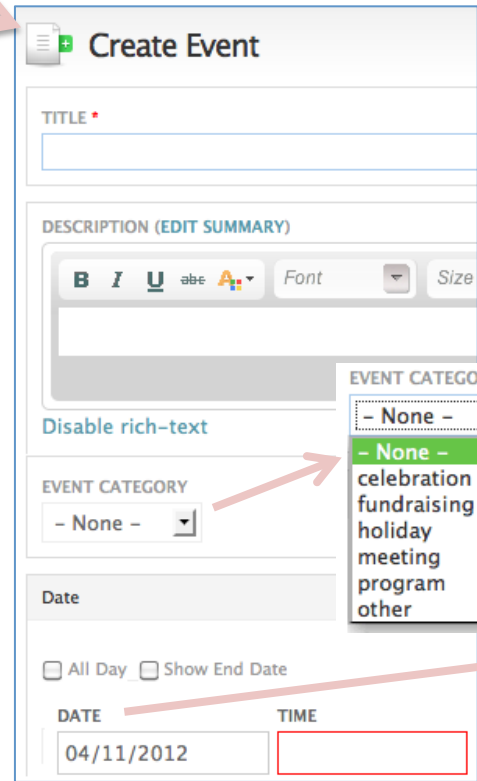 Create Event
TITLE *
DESCRIPTION (EDIT SUMMARY)
B I U abc A Font Size
Disable rich-text
EVENT CATEGORY
- None -
EVENT CATEGO
- None -
- None -
celebration
fundraising
holiday
meeting
program
other
Date
All Day Show End Date
DATE TIME
04/11/2012